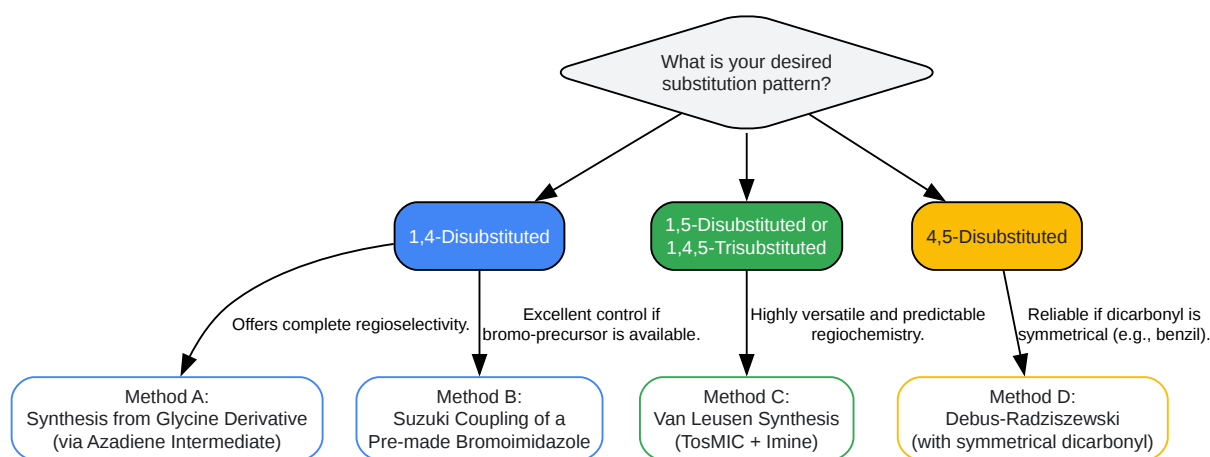 What is your desired
substitution pattern?
1,4-Disubstituted
1,5-Disubstituted or
1,4,5-Trisubstituted
4,5-Disubstituted
Offers complete regioselectivity.
Excellent control if
bromo-precursor is available.
Highly versatile and predictable
regiochemistry.
Reliable if dicarbonyl is
symmetrical (e.g., benzil).
Method A:
Synthesis from Glycine Derivative
(via Azadiene Intermediate)
Method B:
Suzuki Coupling of a
Pre-made Bromoimidazole
Method C:
Van Leusen Synthesis
(TosMIC + Imine)
Method D:
Debus-Radziszewski
(with symmetrical dicarbonyl)